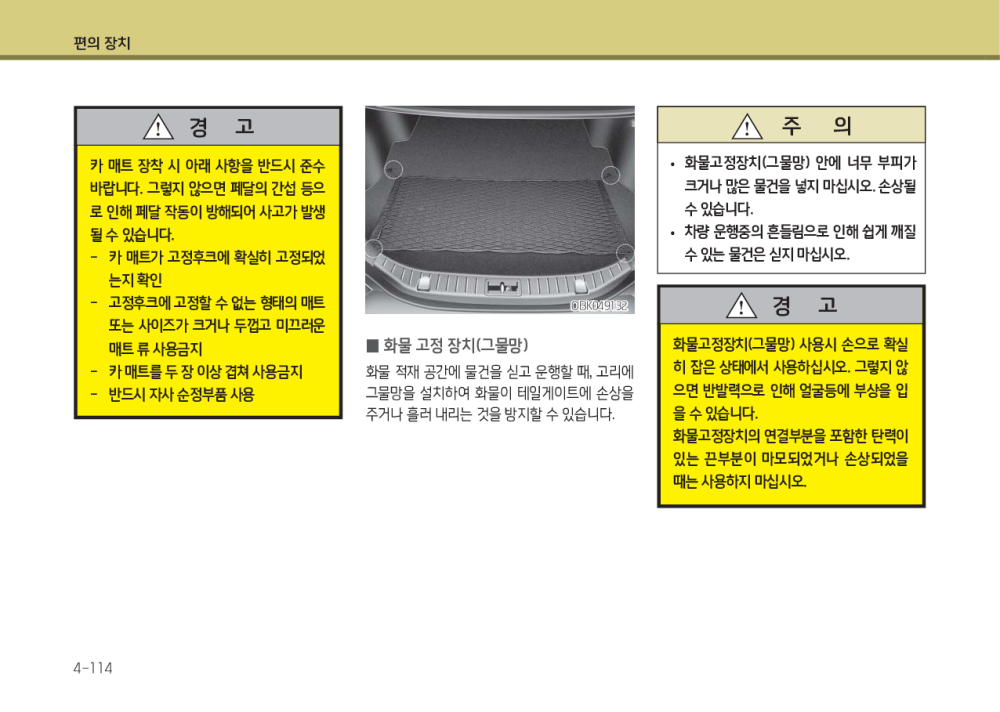 편의 장치
경 고
카 매트 장착 시 아래 사항을 반드시 준수
바랍니다. 그렇지 않으면 페달의 간섭 등으
로 인해 페달 작동이 방해되어 사고가 발생
될 수 있습니다.
- 카 매트가 고정후크에 확실히 고정되었
는지 확인
- 고정후크에 고정할 수 없는 형태의 매트
또는 사이즈가 크거나 두껍고 미끄러운
매트 류 사용금지
- 카 매트를 두 장 이상 겹쳐 사용금지
- 반드시 자사 순정부품 사용
OBK049132
■ 화물 고정 장치(그물망)
화물 적재 공간에 물건을 싣고 운행할 때, 고리에
그물망을 설치하여 화물이 테일게이트에 손상을
주거나 흘러 내리는 것을 방지할 수 있습니다.
주 의
• 화물고정장치(그물망) 안에 너무 부피가
크거나 많은 물건을 넣지 마십시오. 손상될
수 있습니다.
• 차량 운행중의 흔들림으로 인해 쉽게 깨질
수 있는 물건은 싣지 마십시오.
경 고
화물고정장치(그물망) 사용시 손으로 확실
히 잡은 상태에서 사용하십시오. 그렇지 않
으면 반발력으로 인해 얼굴등에 부상을 입
을 수 있습니다.
화물고정장치의 연결부분을 포함한 탄력이
있는 끈부분이 마모되었거나 손상되었을
때는 사용하지 마십시오.
4-114